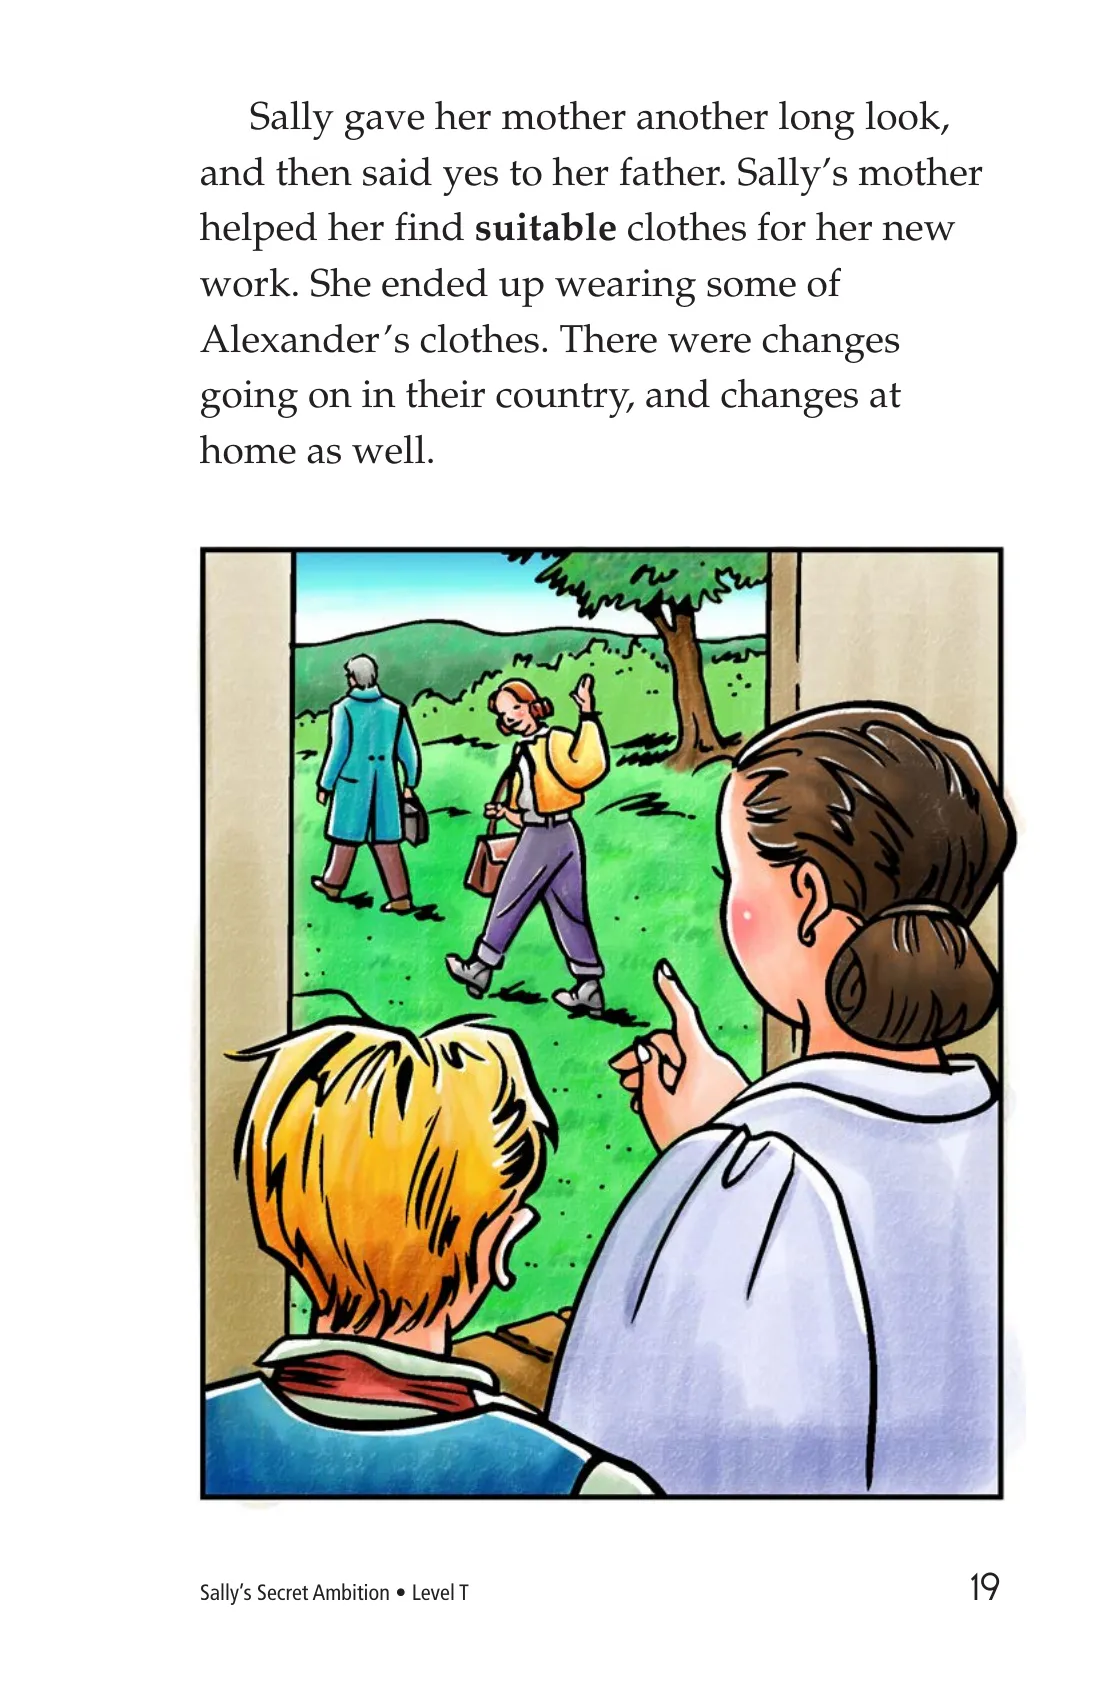 Sally gave her mother another long look,
and then said yes to her father. Sally’s mother
helped her find suitable clothes for her new
work. She ended up wearing some of
Alexander’s clothes. There were changes
going on in their country, and changes at
home as well.
Sally’s Secret Ambition • Level T
19